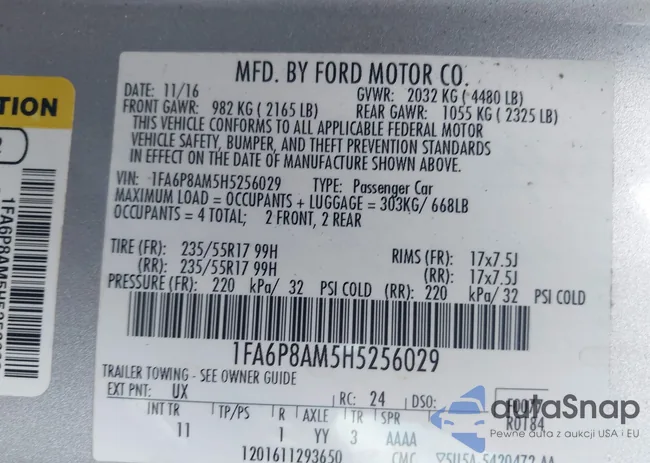 TION
1FA6P8AM5H5256029
MFD. BY FORD MOTOR CO.
DATE: 11/16 GVWR: 2032 KG ( 4480 LB)
FRONT GAWR: 982 KG ( 2165 LB) REAR GAWR: 1055 KG ( 2325 LB)
THIS VEHICLE CONFORMS TO ALL APPLICABLE FEDERAL MOTOR
VEHICLE SAFETY, BUMPER, AND THEFT PREVENTION STANDARDS
IN EFFECT ON THE DATE OF MANUFACTURE SHOWN ABOVE.
VIN: 1FA6P8AM5H5256029 TYPE: Passenger Car
MAXIMUM LOAD = OCCUPANTS + LUGGAGE = 303KG/ 668LB
OCCUPANTS = 4 TOTAL; 2 FRONT, 2 REAR
TIRE (FR): 235/55R17 99H RIMS (FR): 17x7.5J
(RR): 235/55R17 99H (RR): 17x7.5J
PRESSURE (FR): 220 kPa/ 32 PSI COLD (RR): 220 kPa/ 32 PSI COLD
1FA6P8AM5H5256029
TRAILER TOWING - SEE OWNER GUIDE
EXT PNT: UX RC: 24 DSO: F0077
INT TR TP/PS R AXLE TR SPR R0184
11 1 YY 3 AAAA
1201611293650 CMC
autoSnap
Pewne auta z aukcji USA i EU